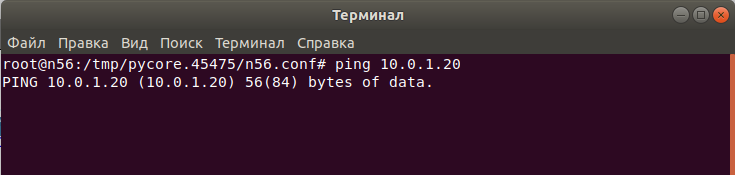 Терминал
Файл Правка Вид Поиск Терминал Справка
root@n56:/tmp/pycore.45475/n56.conf# ping 10.0.1.20
PING 10.0.1.20 (10.0.1.20) 56(84) bytes of data.